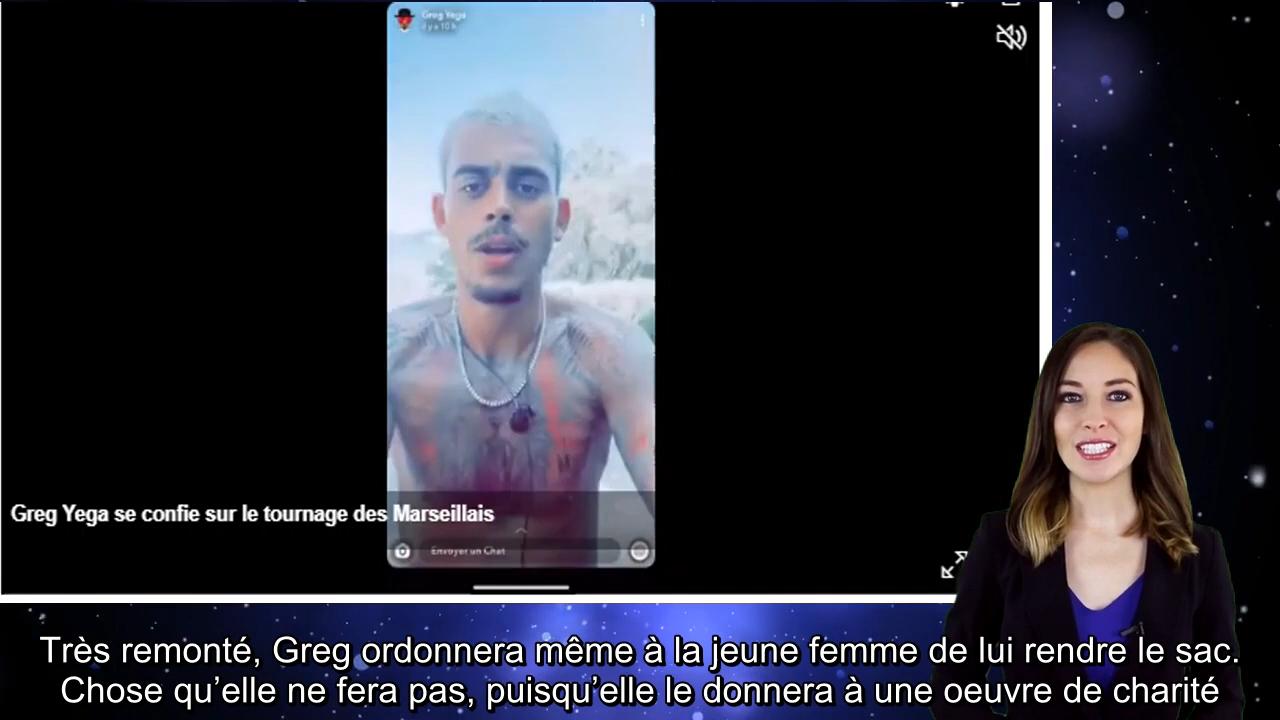 Greg Yega
il y a 10 h
Greg Yega se confie sur le tournage des Marseillais
Envoyer un Chat
Très remonté, Greg ordonnera même à la jeune femme de lui rendre le sac.
Chose qu’elle ne fera pas, puisqu’elle le donnera à une oeuvre de charité